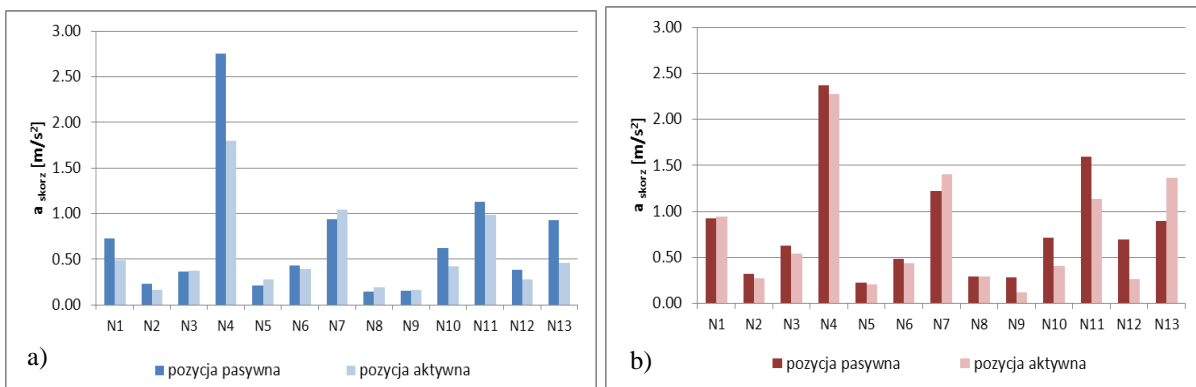 3.00
2.50
2.00
1.50
1.00
0.50
0.00
a skorz [m/s²]
N1 N2 N3 N4 N5 N6 N7 N8 N9 N10 N11 N12 N13
a)
pozycja pasywna pozycja aktywna
3.00
2.50
2.00
1.50
1.00
0.50
0.00
a skorz [m/s²]
N1 N2 N3 N4 N5 N6 N7 N8 N9 N10 N11 N12 N13
b)
pozycja pasywna pozycja aktywna